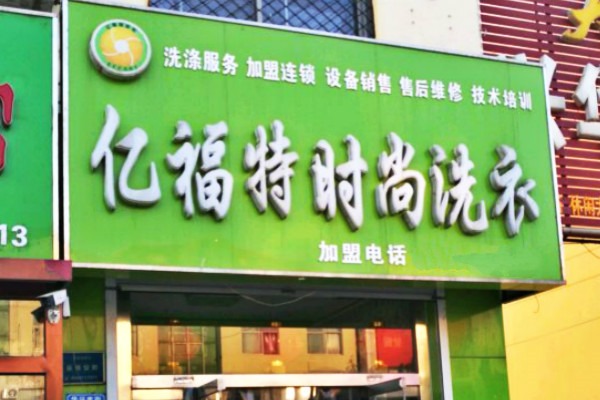 洗涤服务 加盟连锁 设备销售 售后维修 技术培训
亿福特时尚洗衣
加盟电话
13